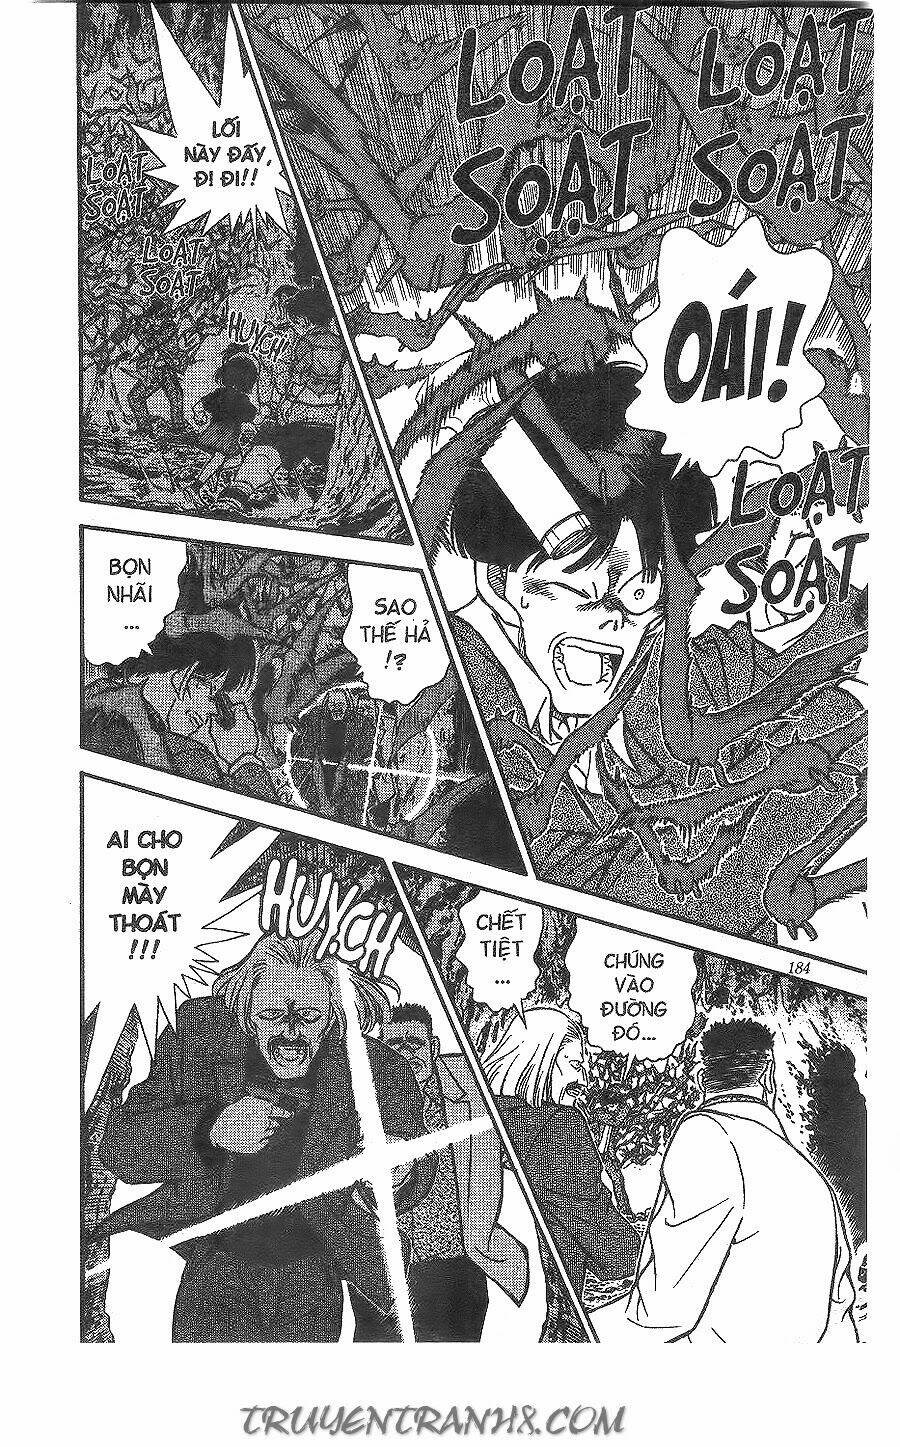 LOẠT
SOẠT
LOẠT
SOẠT
OÁI!
LOẠT
SOẠT
LỐI
NÀY ĐẤY,
ĐI ĐI!!
LOẠT
SOẠT
LOẠT
SOẠT
HUỴCH
SAO
THẾ HẢ
!?
BỌN
NHÃI
...
184
CHÚNG
VÀO
ĐƯỜNG
ĐÓ...
CHẾT
TIỆT
...
HUỴCH
AI CHO
BỌN
MÀY
THOÁT
!!!
TRUYENTRANH8.COM